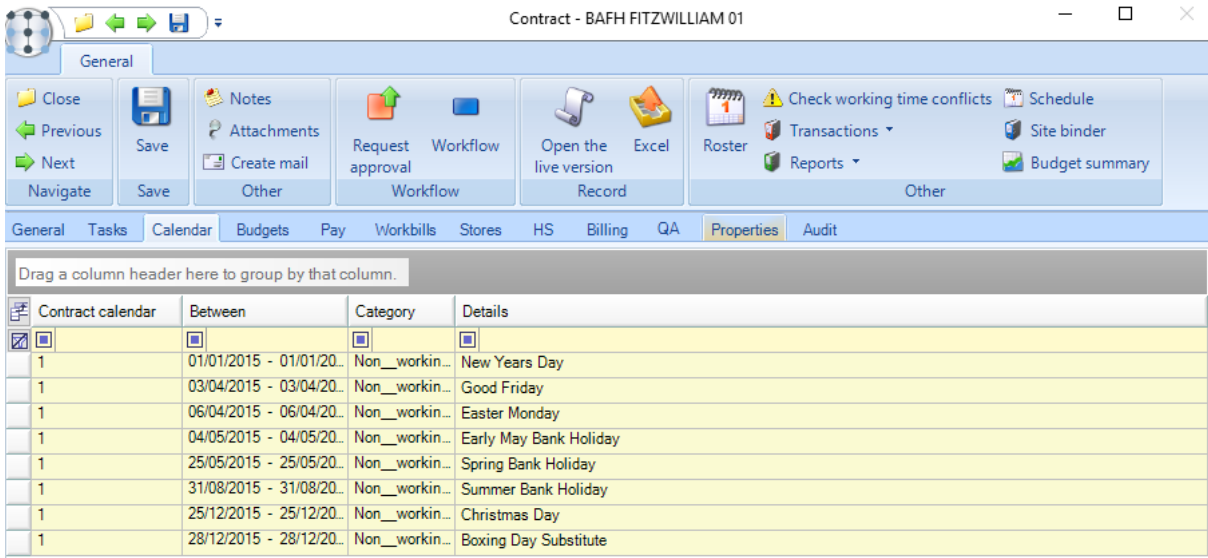 Contract - BAFH FITZWILLIAM 01
General
Close
Previous
Next
Navigate
Save
Save
Notes
Attachments
Create mail
Other
Request approval
Workflow
Workflow
Open the live version
Excel
Record
Roster
Check working time conflicts
Transactions
Reports
Schedule
Site binder
Budget summary
Other
General Tasks Calendar Budgets Pay Workbills Stores HS Billing QA Properties Audit
Drag a column header here to group by that column.
Contract calendar Between Category Details
1 01/01/2015 - 01/01/20... Non__workin... New Years Day
1 03/04/2015 - 03/04/20... Non__workin... Good Friday
1 06/04/2015 - 06/04/20... Non__workin... Easter Monday
1 04/05/2015 - 04/05/20... Non__workin... Early May Bank Holiday
1 25/05/2015 - 25/05/20... Non__workin... Spring Bank Holiday
1 31/08/2015 - 31/08/20... Non__workin... Summer Bank Holiday
1 25/12/2015 - 25/12/20... Non__workin... Christmas Day
1 28/12/2015 - 28/12/20... Non__workin... Boxing Day Substitute